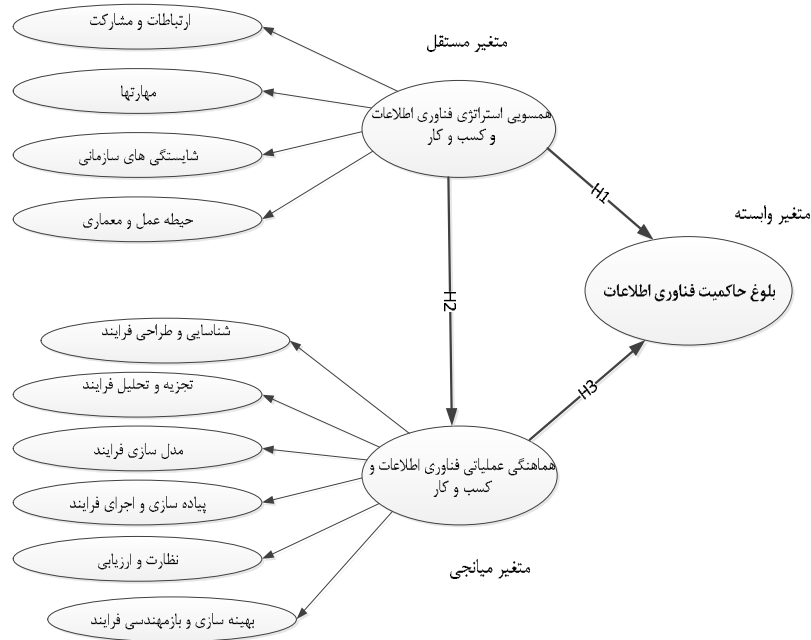 ارتباطات و مشارکت
متغیر مستقل
مهارتها
همسویی استراتژی فناوری اطلاعات
و کسب و کار
شایستگی های سازمانی
حیطه عمل و معماری
H1
متغیر وابسته
بلوغ حاکمیت فناوری اطلاعات
H2
شناسایی و طراحی فرایند
تجزیه و تحلیل فرایند
H3
مدل سازی فرایند
هماهنگی عملیاتی فناوری اطلاعات و
کسب و کار
پیاده سازی و اجرای فرایند
نظارت و ارزیابی
متغیر میانجی
بهینه سازی و بازمهندسی فرایند